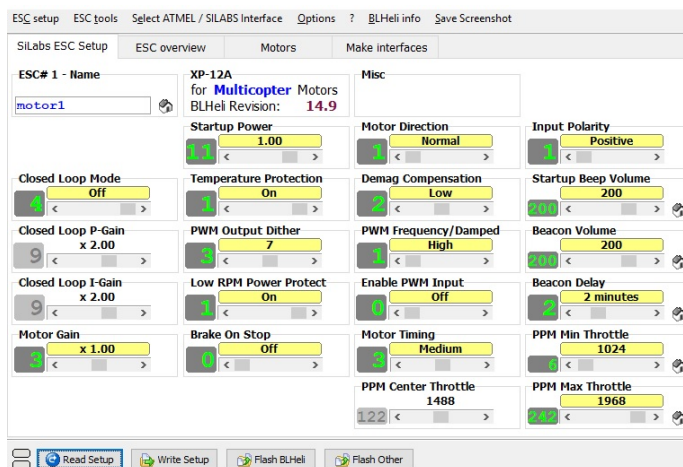 ESC setup ESC tools Select ATMEL / SILABS Interface Options ? BLHeli info Save Screenshot
SiLabs ESC Setup ESC overview Motors Make interfaces
ESC# 1 - Name XP-12A Misc
for Multicopter Motors
motor1 BLHeli Revision: 14.9
Startup Power Motor Direction Input Polarity
11 1.00 1 Normal 1 Positive
Closed Loop Mode Temperature Protection Demag Compensation Startup Beep Volume
4 Off 1 On 2 Low 200 200
Closed Loop P-Gain PWM Output Dither PWM Frequency/Damped Beacon Volume
9 x 2.00 3 7 1 High 200 200
Closed Loop I-Gain Low RPM Power Protect Enable PWM Input Beacon Delay
9 x 2.00 1 On 0 Off 2 2 minutes
Motor Gain Brake On Stop Motor Timing PPM Min Throttle
3 x 1.00 0 Off 3 Medium 6 1024
PPM Center Throttle PPM Max Throttle
122 1488 242 1968
Read Setup Write Setup Flash BLHeli Flash Other